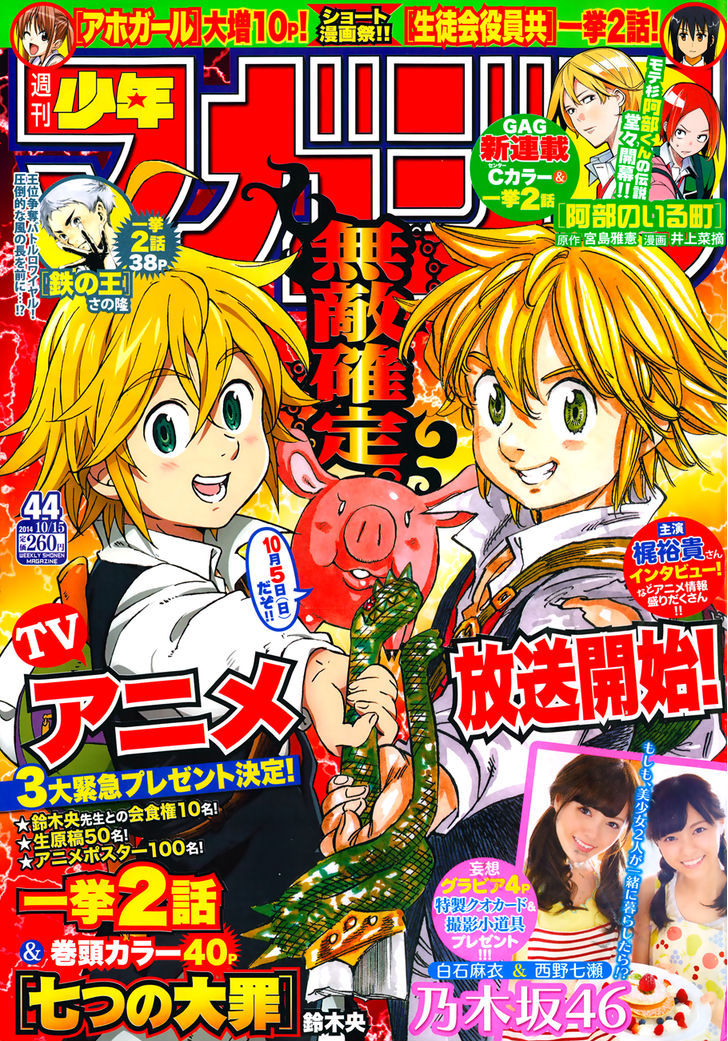 [アホガール]大増10P!
ショート
漫画祭!!
[生徒会役員共]一挙2話!
週刊
少年
マガジン
GAG
新連載
センター
Cカラー&
一挙2話
モテ杉阿部くんの伝説
堂々開幕!!
[阿部のいる町]
原作 宮島雅憲 漫画 井上菜摘
王位争奪バトルロワイヤル!
圧倒的な風の長を前に…!?
一挙
2話
38P
[鉄の王]
さの隆
無敵確定
44
2014 10/15
定価260円
WEEKLY SHONEN
MAGAZINE
10月5日(日)
だぞ!!
主演
梶裕貴さん
インタビュー!
などアニメ情報
盛りだくさん
!!
TV
アニメ
放送開始!
3大緊急プレゼント決定!
★鈴木央先生との会食権10名!
★生原稿50名!
★アニメポスター100名!
一挙2話
&巻頭カラー40P
[七つの大罪]
鈴木央
もしも、美少女2人が一緒に暮らしたら!?
妄想
グラビア4P
特製クオカード&
撮影小道具
プレゼント
!!!
白石麻衣 & 西野七瀬
乃木坂46